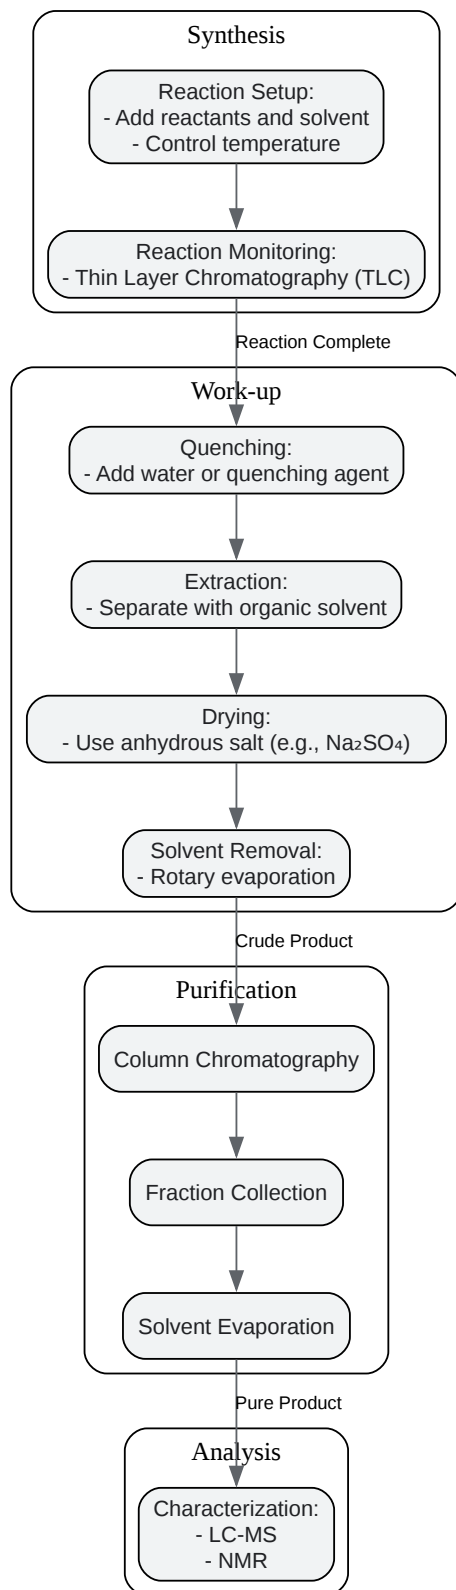 Synthesis
Reaction Setup:
- Add reactants and solvent
- Control temperature
Reaction Monitoring:
- Thin Layer Chromatography (TLC)
Reaction Complete
Work-up
Quenching:
- Add water or quenching agent
Extraction:
- Separate with organic solvent
Drying:
- Use anhydrous salt (e.g., Na₂SO₄)
Solvent Removal:
- Rotary evaporation
Crude Product
Purification
Column Chromatography
Fraction Collection
Solvent Evaporation
Pure Product
Analysis
Characterization:
- LC-MS
- NMR